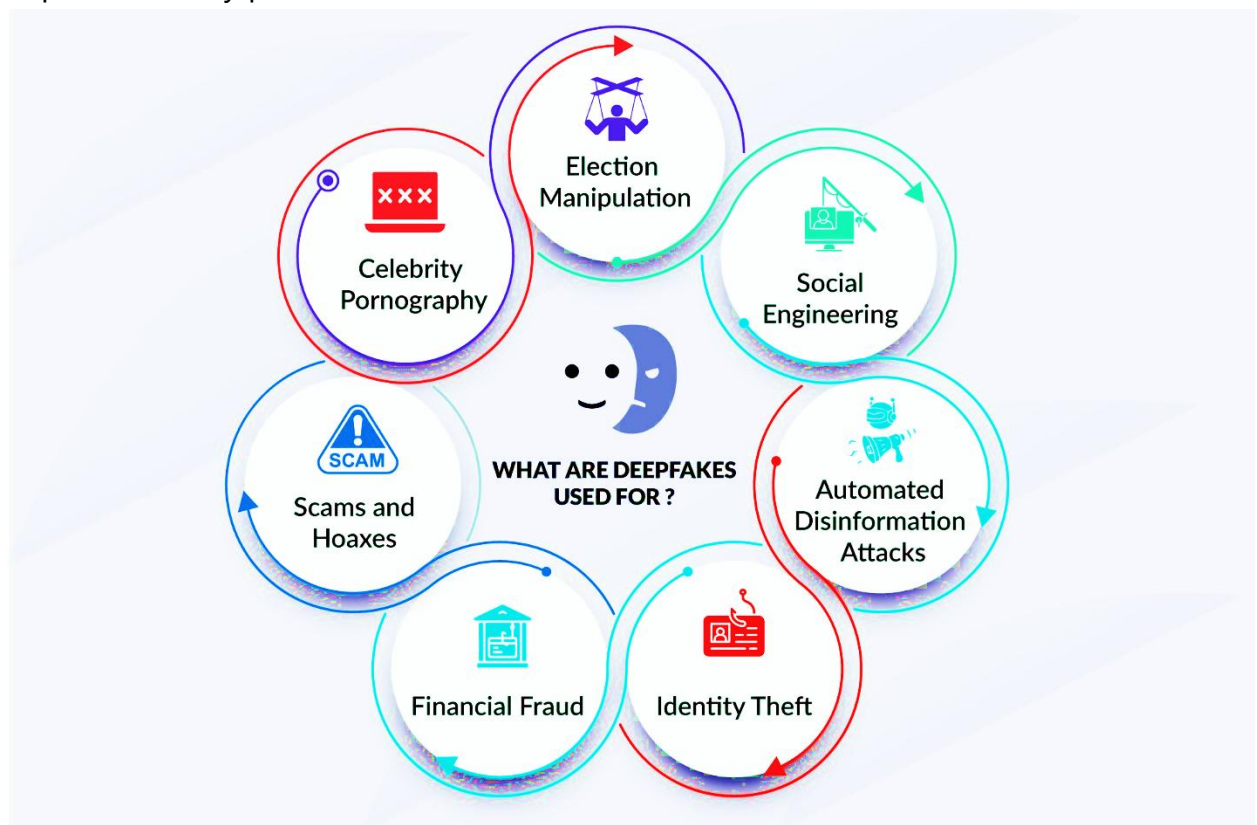 WHAT ARE DEEPFAKES
USED FOR ?
Election
Manipulation
Social
Engineering
Automated
Disinformation
Attacks
Identity Theft
Financial Fraud
SCAM
Scams and
Hoaxes
XXX
Celebrity
Pornography